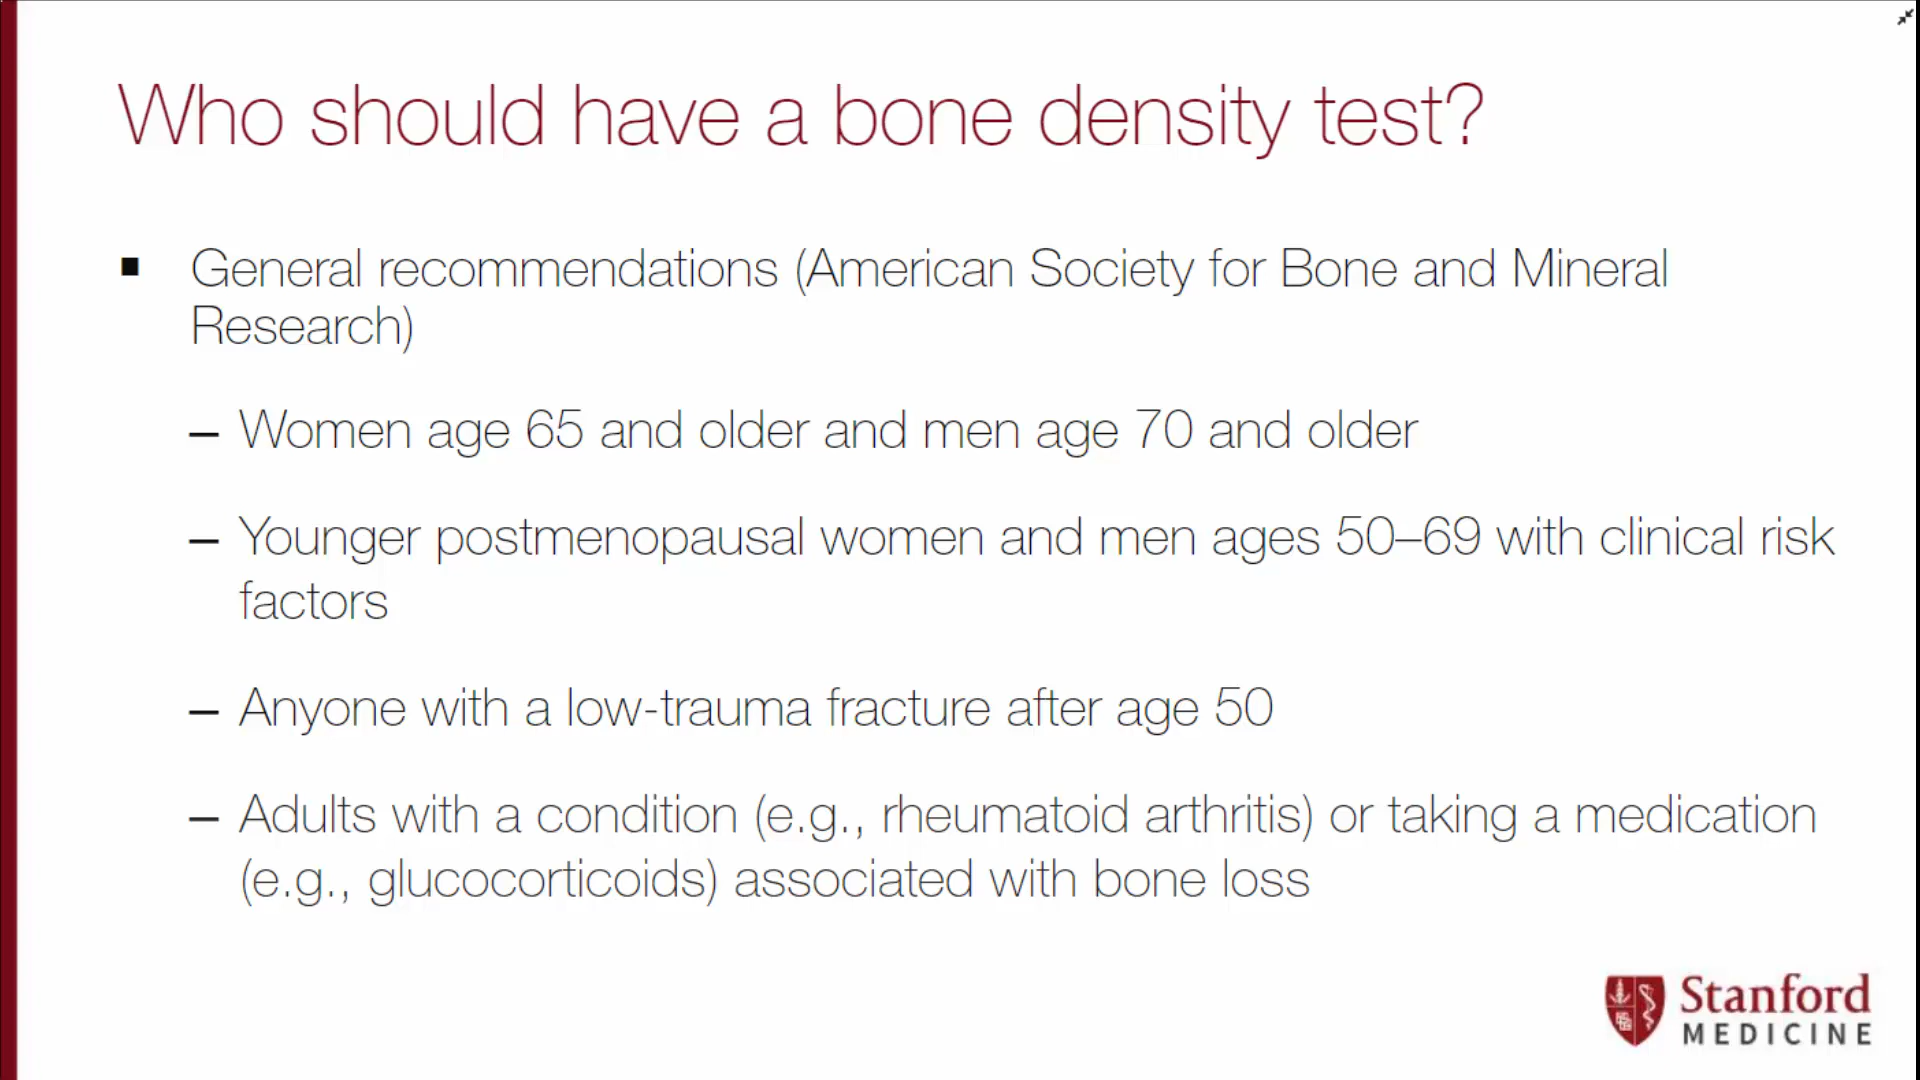 Who should have a bone density test?
■ General recommendations (American Society for Bone and Mineral
Research)
– Women age 65 and older and men age 70 and older
– Younger postmenopausal women and men ages 50–69 with clinical risk
factors
– Anyone with a low-trauma fracture after age 50
– Adults with a condition (e.g., rheumatoid arthritis) or taking a medication
(e.g., glucocorticoids) associated with bone loss
Stanford
MEDICINE